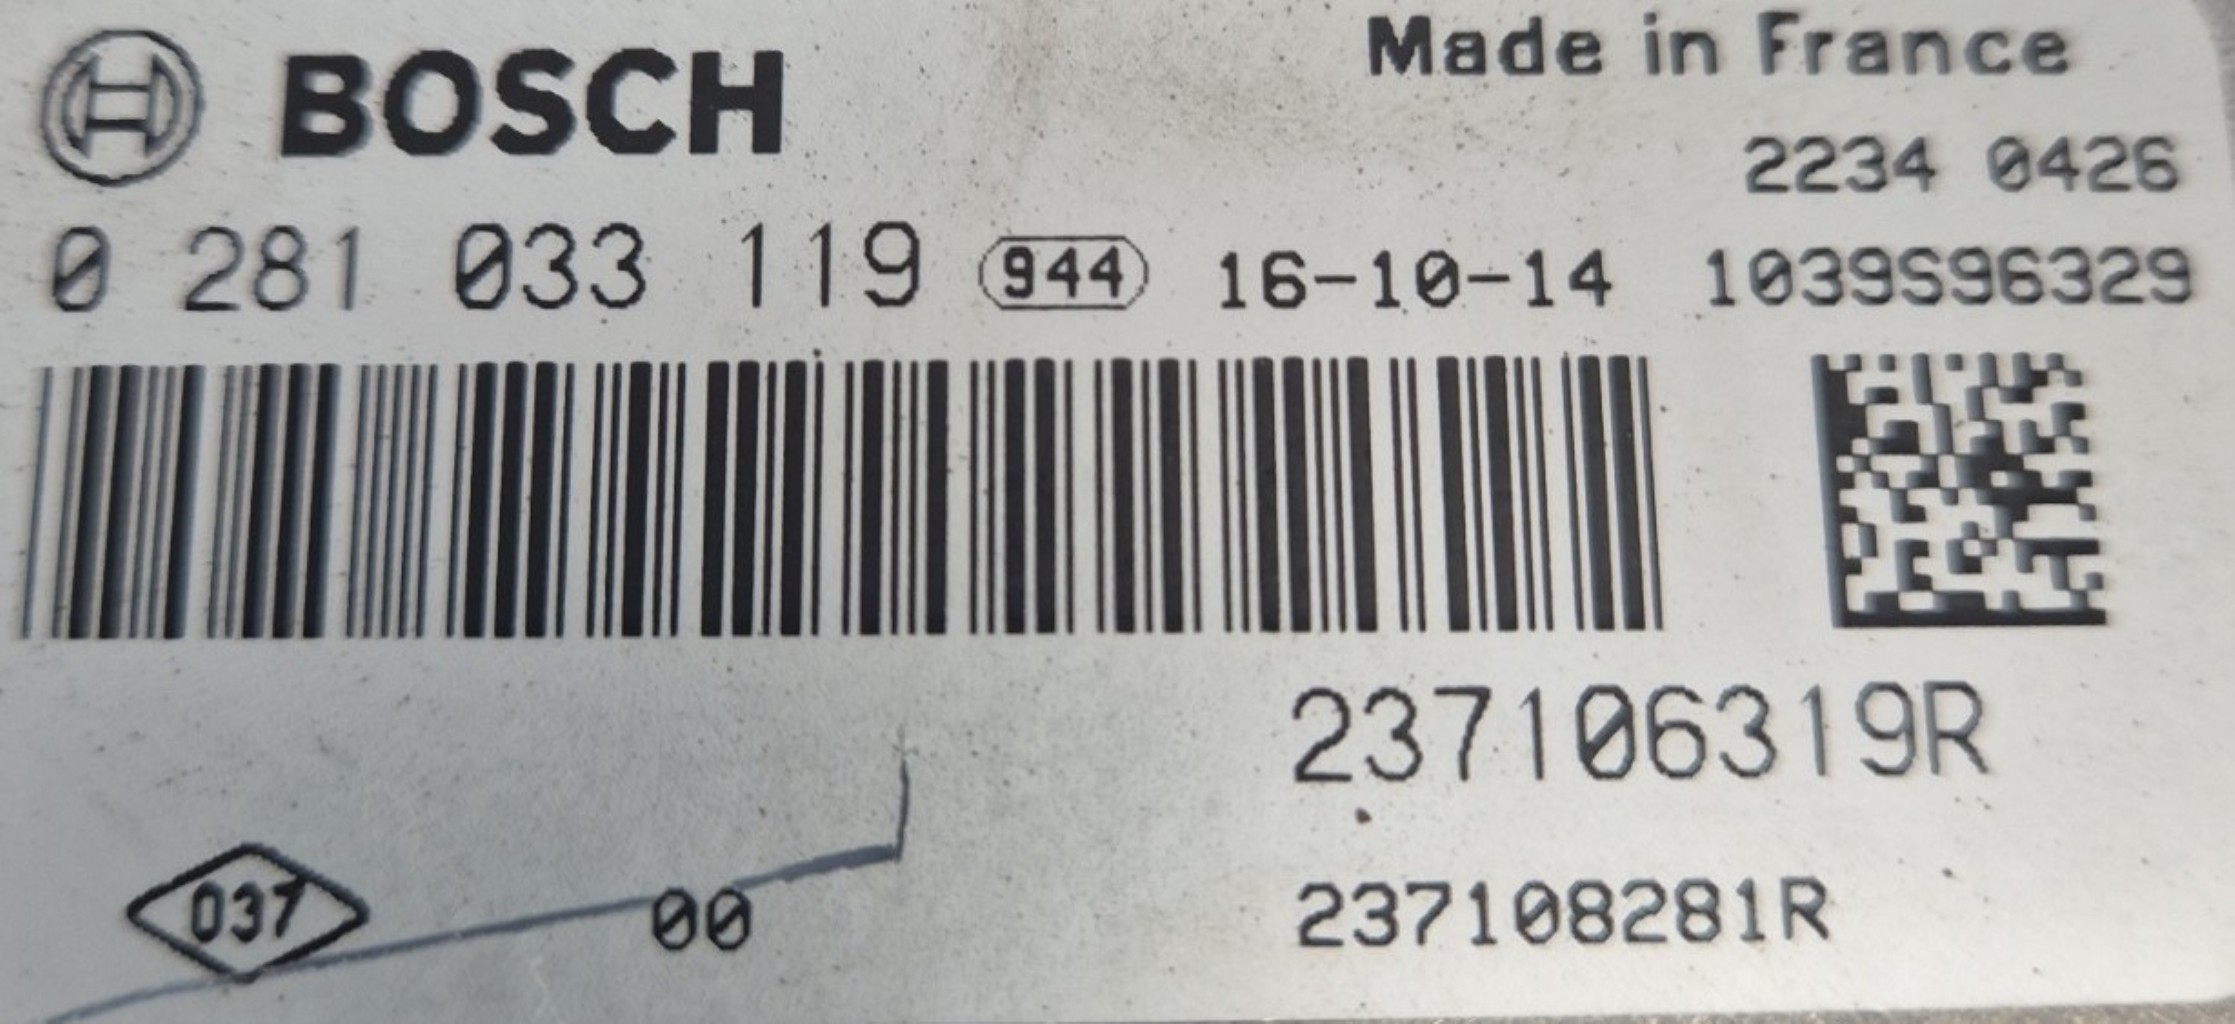 BOSCH
Made in France
2234 0426
0 281 033 119 944 16-10-14 1039S96329
237106319R
037 00 237108281R